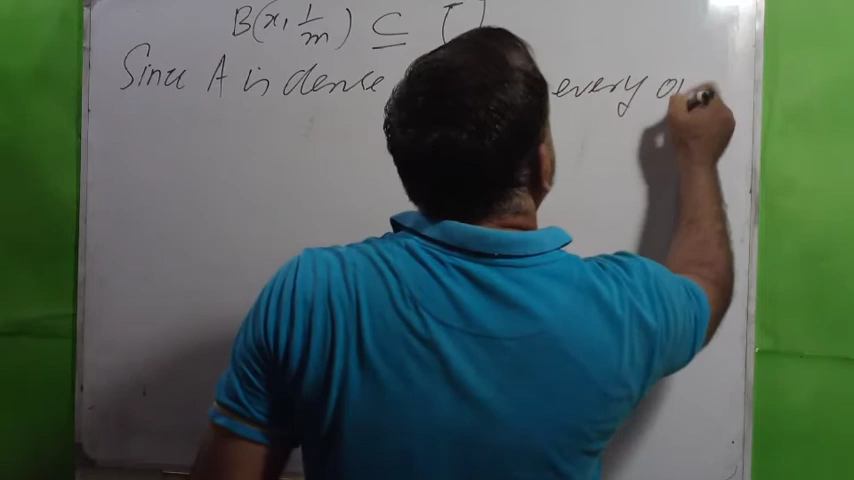 B(x, 1/m) ⊆
Since A is dense every